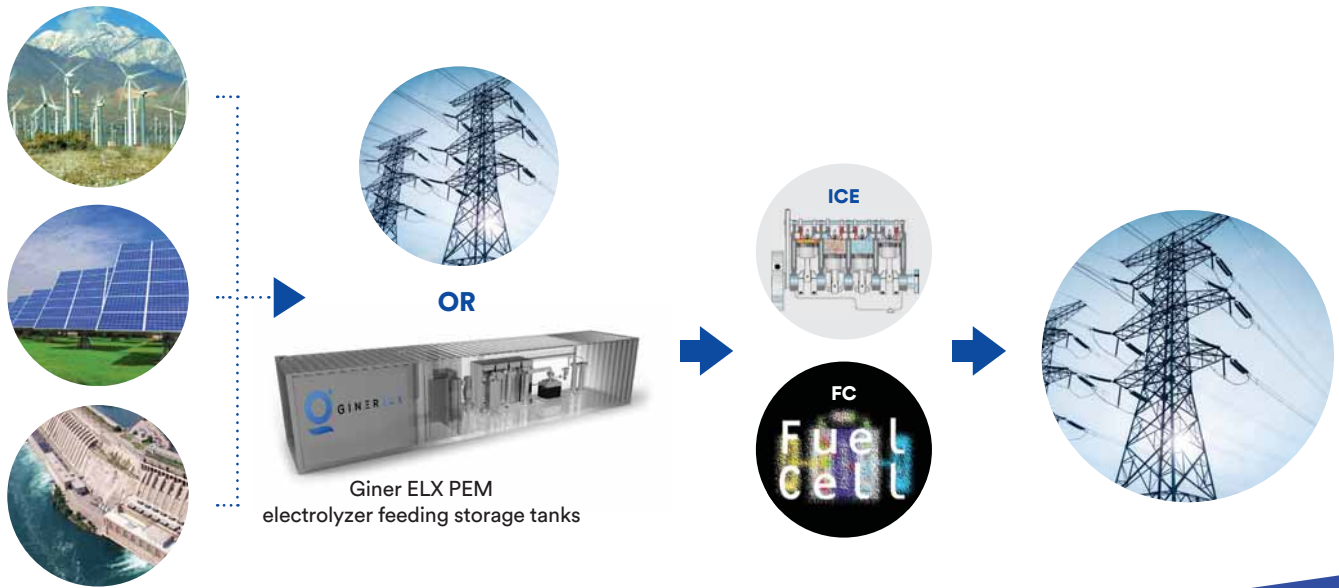 OR
GINER ELX
Giner ELX PEM
electrolyzer feeding storage tanks
ICE
FC
Fuel
Cell